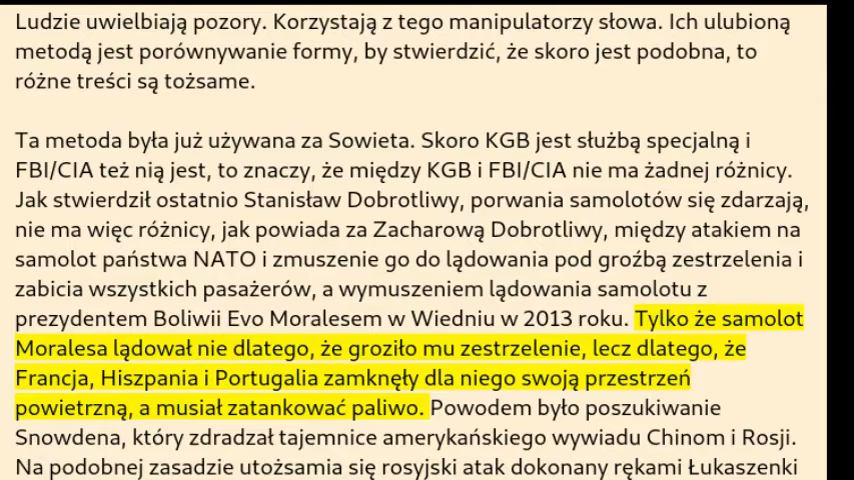 Ludzie uwielbiają pozory. Korzystają z tego manipulatorzy słowa. Ich ulubioną
metodą jest porównywanie formy, by stwierdzić, że skoro jest podobna, to
różne treści są tożsame.
Ta metoda była już używana za Sowieta. Skoro KGB jest służbą specjalną i
FBI/CIA też nią jest, to znaczy, że między KGB i FBI/CIA nie ma żadnej różnicy.
Jak stwierdził ostatnio Stanisław Dobrotliwy, porwania samolotów się zdarzają,
nie ma więc różnicy, jak powiada za Zacharową Dobrotliwy, między atakiem na
samolot państwa NATO i zmuszenie go do lądowania pod groźbą zestrzelenia i
zabicia wszystkich pasażerów, a wymuszeniem lądowania samolotu z
prezydentem Boliwii Evo Moralesem w Wiedniu w 2013 roku. Tylko że samolot
Moralesa lądował nie dlatego, że groziło mu zestrzelenie, lecz dlatego, że
Francja, Hiszpania i Portugalia zamknęły dla niego swoją przestrzeń
powietrzną, a musiał zatankować paliwo. Powodem było poszukiwanie
Snowdena, który zdradzał tajemnice amerykańskiego wywiadu Chinom i Rosji.
Na podobnej zasadzie utożsamia się rosyjski atak dokonany rękami Łukaszenki